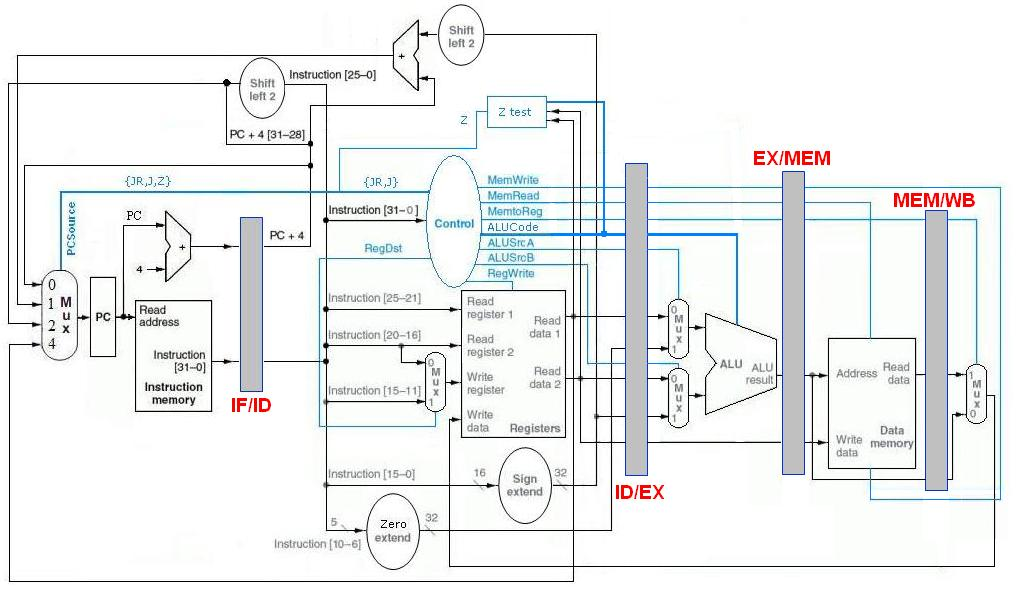 Shift
left 2
Instruction [25–0]
Shift
left 2
+
PC + 4 [31–28]
Z
Z test
{JR,J,Z}
{JR,J}
PCSource
Instruction [31–0]
Control
MemWrite
MemRead
MemtoReg
ALUCode
ALUSrcA
ALUSrcB
RegWrite
RegDst
EX/MEM
MEM/WB
PC
+
4
PC + 4
0
1
2
4
Mux
PC
Read
address
Instruction
[31–0]
Instruction
memory
IF/ID
Instruction [25–21]
Instruction [20–16]
Instruction [15–11]
0
Mux
1
Read
register 1
Read
register 2
Write
register
Write
data
Read
data 1
Read
data 2
Registers
0
Mux
1
0
Mux
1
ALU
ALU
result
Address
Read
data
Write
data
Data
memory
1
Mux
0
Instruction [15–0]
16
Sign
extend
32
ID/EX
5
Instruction [10–6]
Zero
extend
32